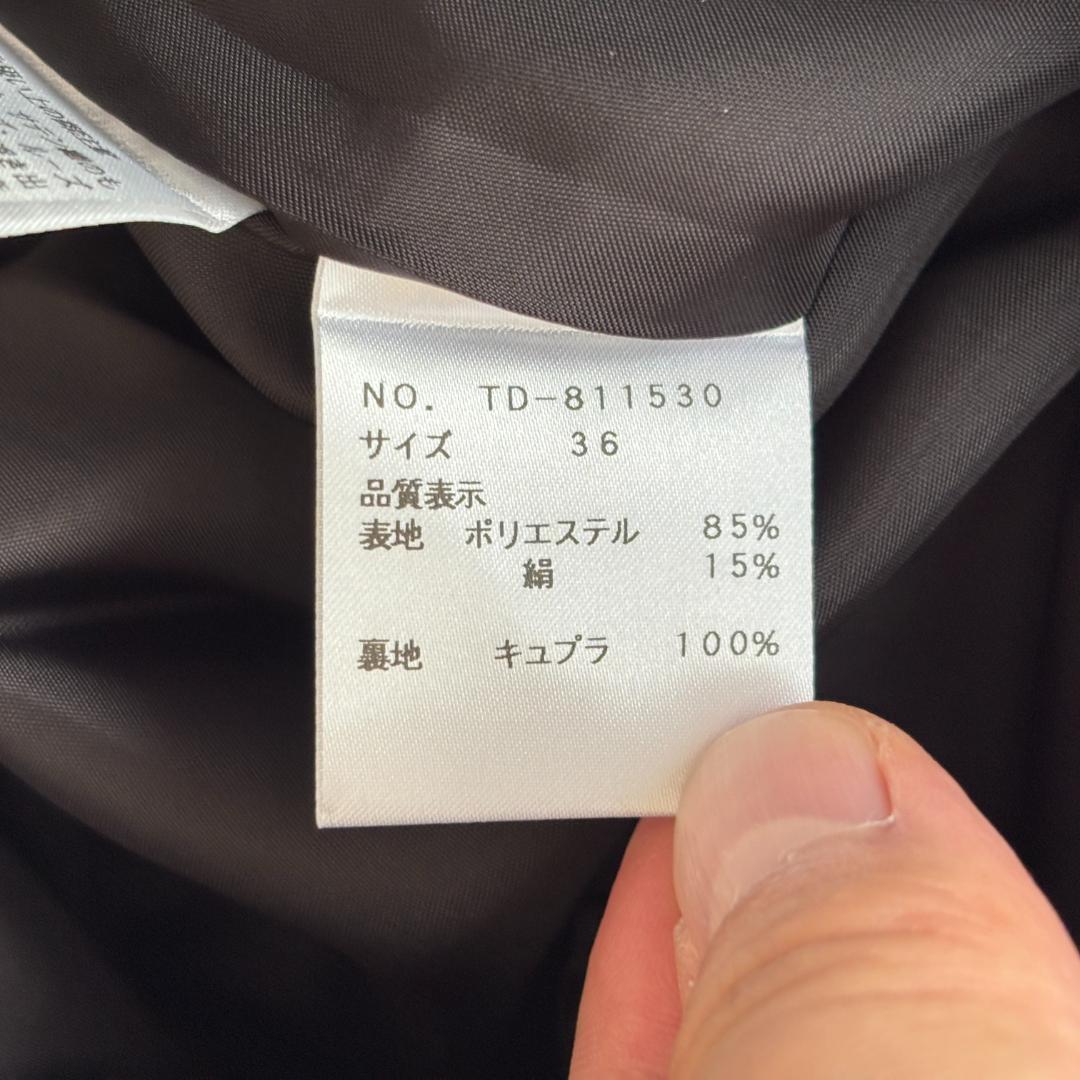 NO. TD-811530
サイズ 36
品質表示
表地 ポリエステル 85%
絹 15%
裏地 キュプラ 100%